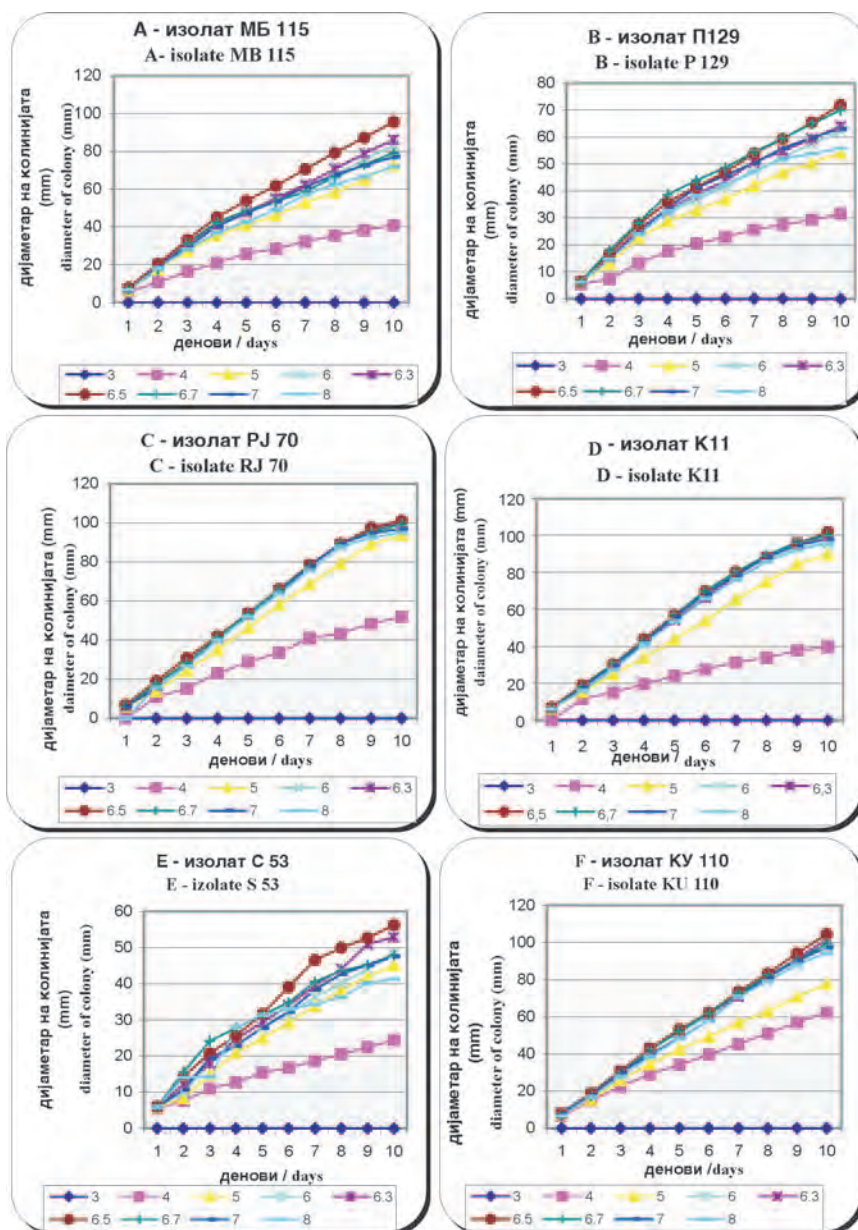 A - изолат МБ 115
A- isolate MB 115
дијаметар на колинијата
(mm)
diameter of colony (mm)
120
100
80
60
40
20
0
1 2 3 4 5 6 7 8 9 10
денови / days
3 4 5 6 6.3
6.5 6.7 7 8
B - изолат П129
B - isolate P 129
дијаметар на колинијата
(mm)
diameter of colony (mm)
80
70
60
50
40
30
20
10
0
1 2 3 4 5 6 7 8 9 10
денови / days
3 4 5 6 6.3
6.5 6.7 7 8
C - изолат РЈ 70
C - isolate RJ 70
дијаметар на колинијата (mm)
daimeter of colony (mm)
120
100
80
60
40
20
0
1 2 3 4 5 6 7 8 9 10
денови / days
3 4 5 6 6.3
6.5 6.7 7 8
D - изолат К11
D - isolate K11
дијаметар на колинијата (mm)
daiameter of colony (mm)
120
100
80
60
40
20
0
1 2 3 4 5 6 7 8 9 10
денови / days
3 4 5 6 6,3
6,5 6,7 7 8
E - изолат С 53
E - izolate S 53
дијаметар на колинијата
(mm)
diameter of colony (mm)
60
50
40
30
20
10
0
1 2 3 4 5 6 7 8 9 10
денови / days
3 4 5 6 6.3
6.5 6.7 7 8
F - изолат КУ 110
F - isolate KU 110
дијаметар на колинијата
(mm)
diameter of colony (mm)
120
100
80
60
40
20
0
1 2 3 4 5 6 7 8 9 10
денови /days
3 4 5 6 6.3
6.5 6.7 7 8